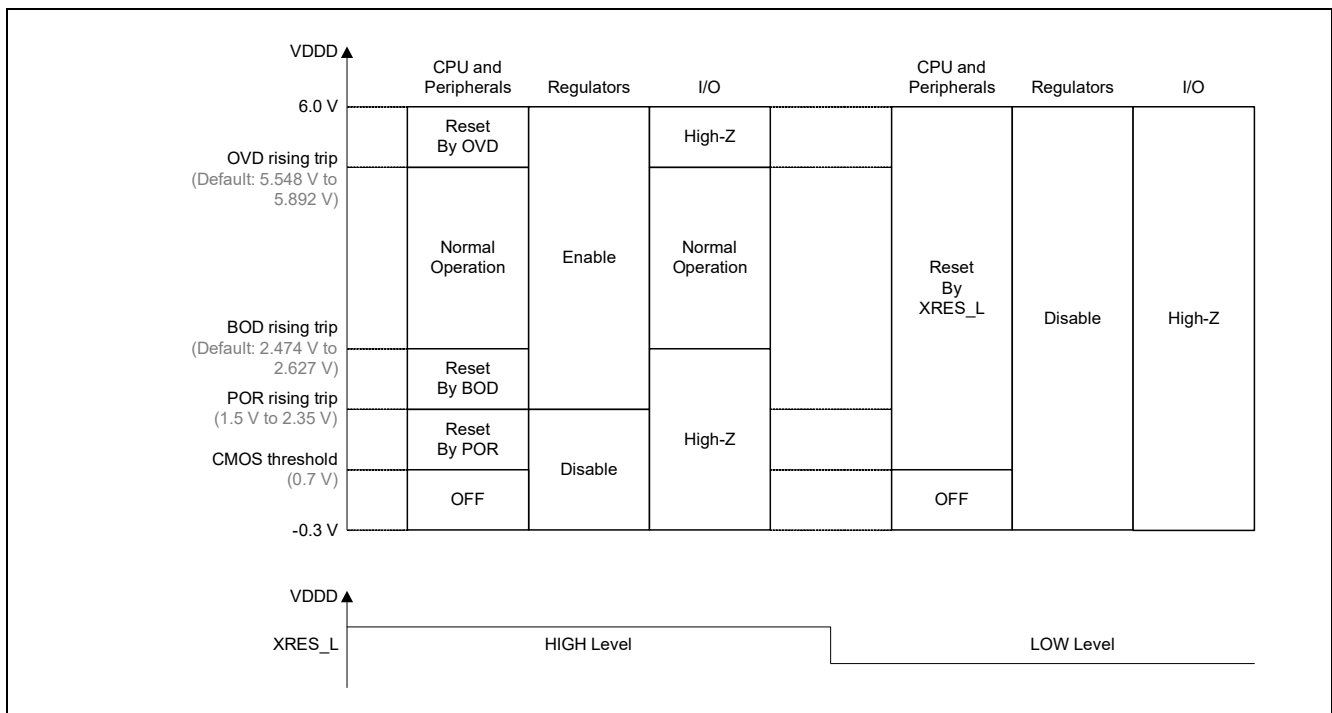 VDDD
CPU and
Peripherals
Regulators
I/O
CPU and
Peripherals
Regulators
I/O
6.0 V
Reset
By OVD
High-Z
OVD rising trip
(Default: 5.548 V to
5.892 V)
Normal
Operation
Enable
Normal
Operation
Reset
By
XRES_L
Disable
High-Z
BOD rising trip
(Default: 2.474 V to
2.627 V)
Reset
By BOD
POR rising trip
(1.5 V to 2.35 V)
Reset
By POR
High-Z
CMOS threshold
(0.7 V)
Disable
OFF
OFF
-0.3 V
VDDD
XRES_L
HIGH Level
LOW Level